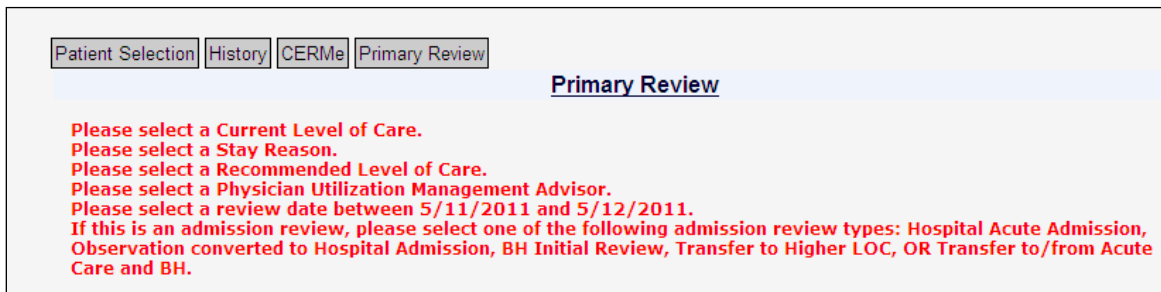 Patient Selection History CERMe Primary Review
Primary Review
Please select a Current Level of Care.
Please select a Stay Reason.
Please select a Recommended Level of Care.
Please select a Physician Utilization Management Advisor.
Please select a review date between 5/11/2011 and 5/12/2011.
If this is an admission review, please select one of the following admission review types: Hospital Acute Admission,
Observation converted to Hospital Admission, BH Initial Review, Transfer to Higher LOC, OR Transfer to/from Acute
Care and BH.